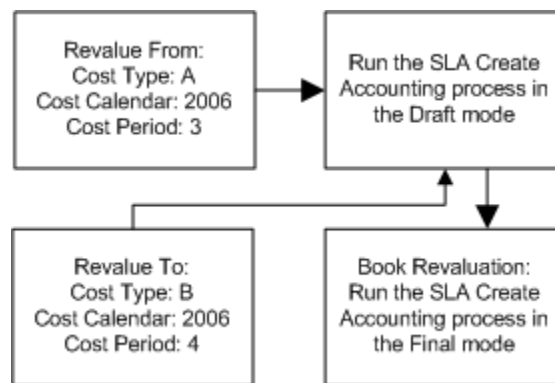 Revalue From:
Cost Type: A
Cost Calendar: 2006
Cost Period: 3
Run the SLA Create
Accounting process in
the Draft mode
Revalue To:
Cost Type: B
Cost Calendar: 2006
Cost Period: 4
Book Revaluation:
Run the SLA Create
Accounting process in
the Final mode